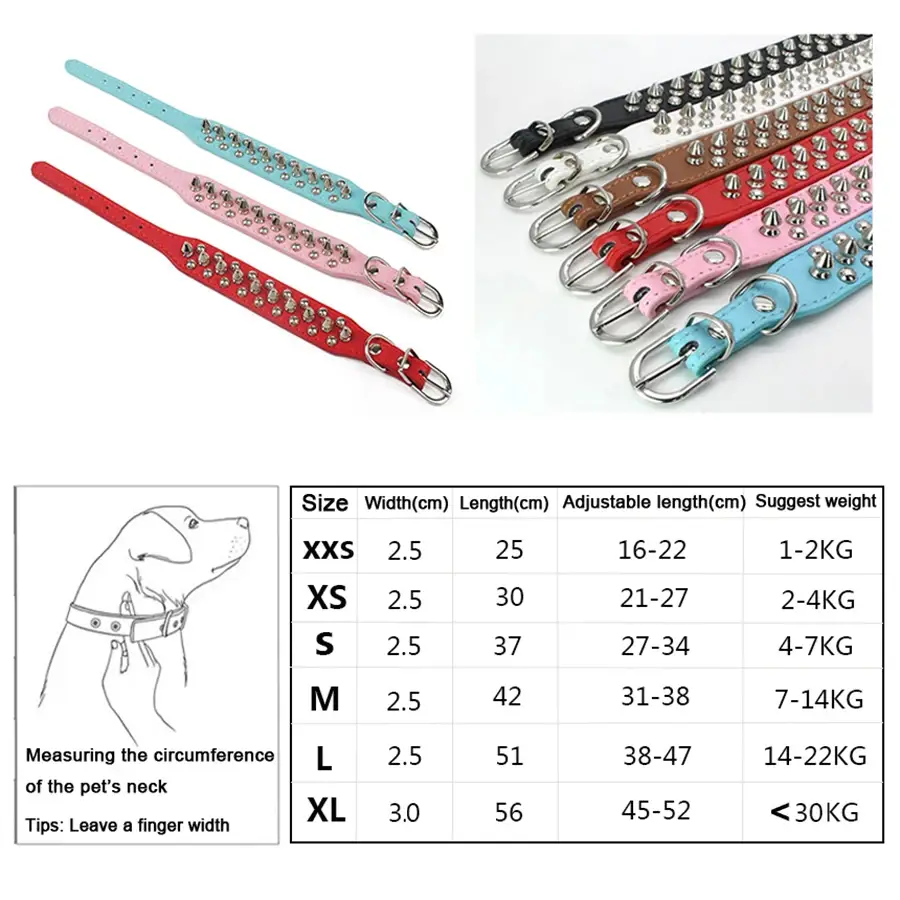 Measuring the circumference
of the pet's neck
Tips: Leave a finger width
Size Width(cm) Length(cm) Adjustable length(cm) Suggest weight
XXS 2.5 25 16-22 1-2KG
XS 2.5 30 21-27 2-4KG
S 2.5 37 27-34 4-7KG
M 2.5 42 31-38 7-14KG
L 2.5 51 38-47 14-22KG
XL 3.0 56 45-52 <30KG